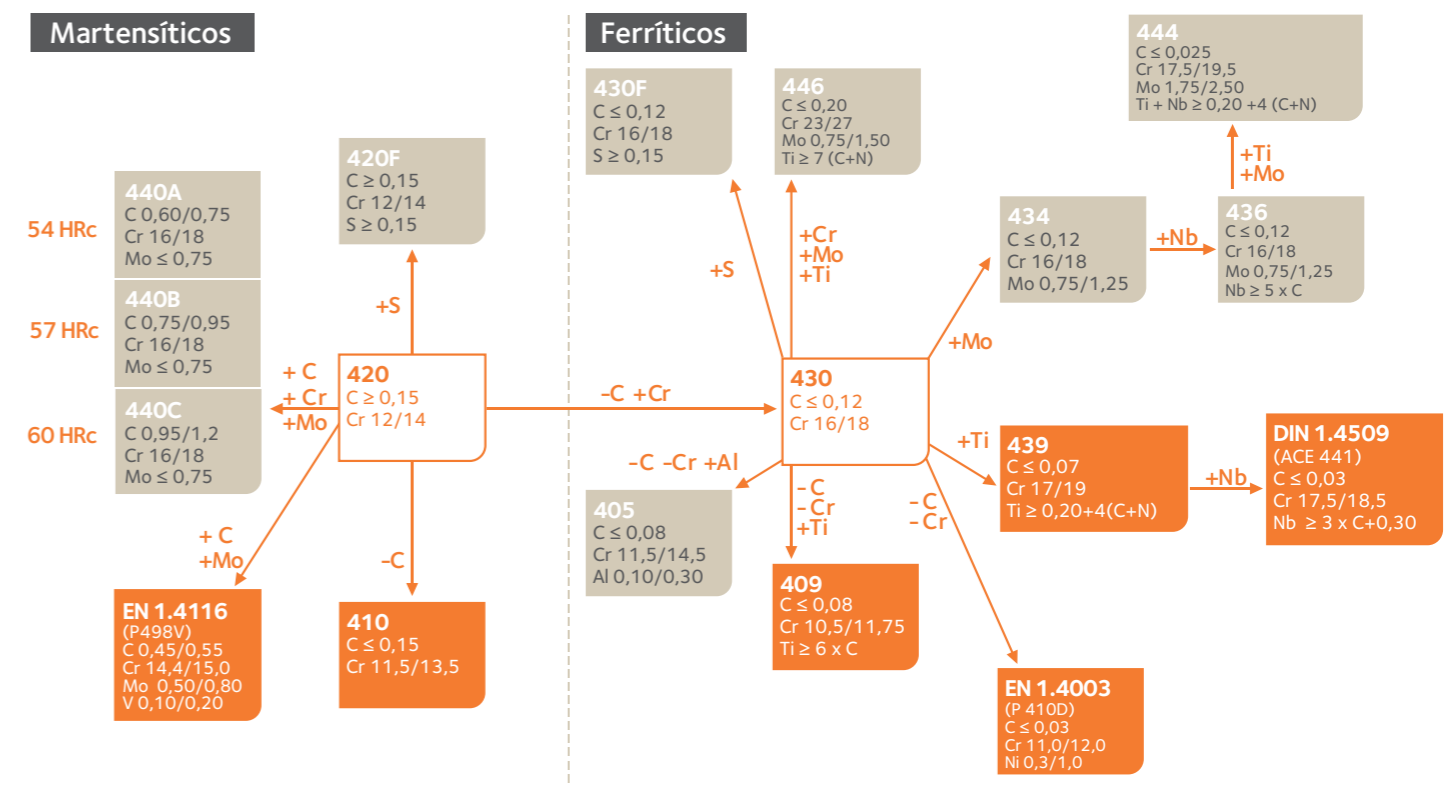 Martensíticos
54 HRc
57 HRc
60 HRc
440A
C 0,60/0,75
Cr 16/18
Mo ≤ 0,75
440B
C 0,75/0,95
Cr 16/18
Mo ≤ 0,75
440C
C 0,95/1,2
Cr 16/18
Mo ≤ 0,75
420F
C ≥ 0,15
Cr 12/14
S ≥ 0,15
+S
+ C
+ Cr
+Mo
420
C ≥ 0,15
Cr 12/14
+ C
+Mo
-C
EN 1.4116
(P498V)
C 0,45/0,55
Cr 14,4/15,0
Mo 0,50/0,80
V 0,10/0,20
410
C ≤ 0,15
Cr 11,5/13,5
-C +Cr
Ferríticos
430F
C ≤ 0,12
Cr 16/18
S ≥ 0,15
446
C ≤ 0,20
Cr 23/27
Mo 0,75/1,50
Ti ≥ 7 (C+N)
444
C ≤ 0,025
Cr 17,5/19,5
Mo 1,75/2,50
Ti + Nb ≥ 0,20 +4 (C+N)
+Ti
+Mo
434
C ≤ 0,12
Cr 16/18
Mo 0,75/1,25
+Nb
436
C ≤ 0,12
Cr 16/18
Mo 0,75/1,25
Nb ≥ 5 x C
+S
+Cr
+Mo
+Ti
+Mo
430
C ≤ 0,12
Cr 16/18
-C -Cr +Al
- C
- Cr
+Ti
+Ti
- C
- Cr
405
C ≤ 0,08
Cr 11,5/14,5
Al 0,10/0,30
409
C ≤ 0,08
Cr 10,5/11,75
Ti ≥ 6 x C
439
C ≤ 0,07
Cr 17/19
Ti ≥ 0,20+4(C+N)
+Nb
DIN 1.4509
(ACE 441)
C ≤ 0,03
Cr 17,5/18,5
Nb ≥ 3 x C+0,30
EN 1.4003
(P 410D)
C ≤ 0,03
Cr 11,0/12,0
Ni 0,3/1,0